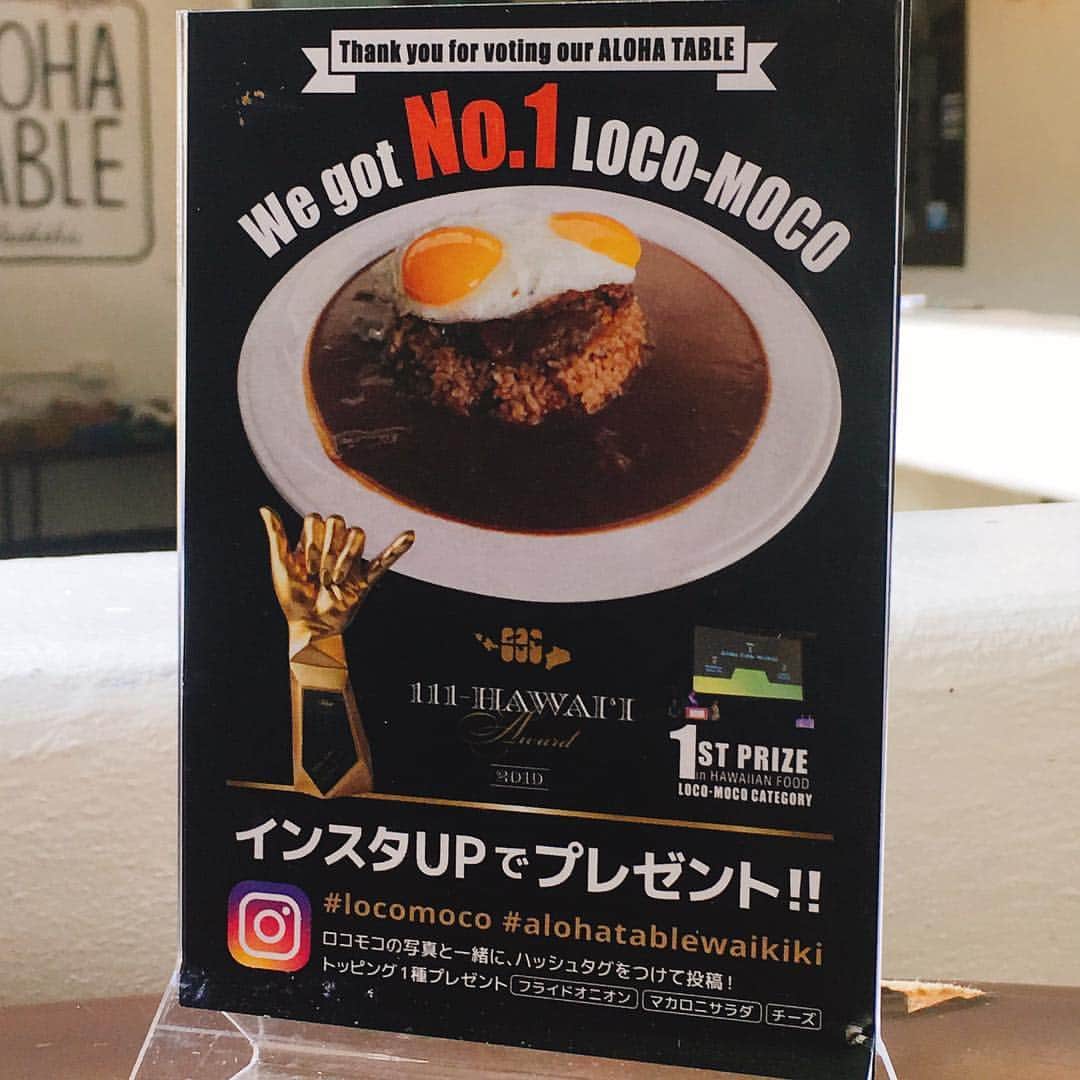 OHA
ABLE
Thank you for voting our ALOHA TABLE
We got No.1 LOCO-MOCO
111-HAWAI'I
Award
1ST PRIZE
in HAWAIIAN FOOD
LOCO-MOCO CATEGORY
インスタUPでプレゼント!!
#locomoco #alohatablewaikiki
ロコモコの写真と一緒に、ハッシュタグをつけて投稿！
トッピング1種プレゼント フライドオニオン マカロニサラダ チーズ